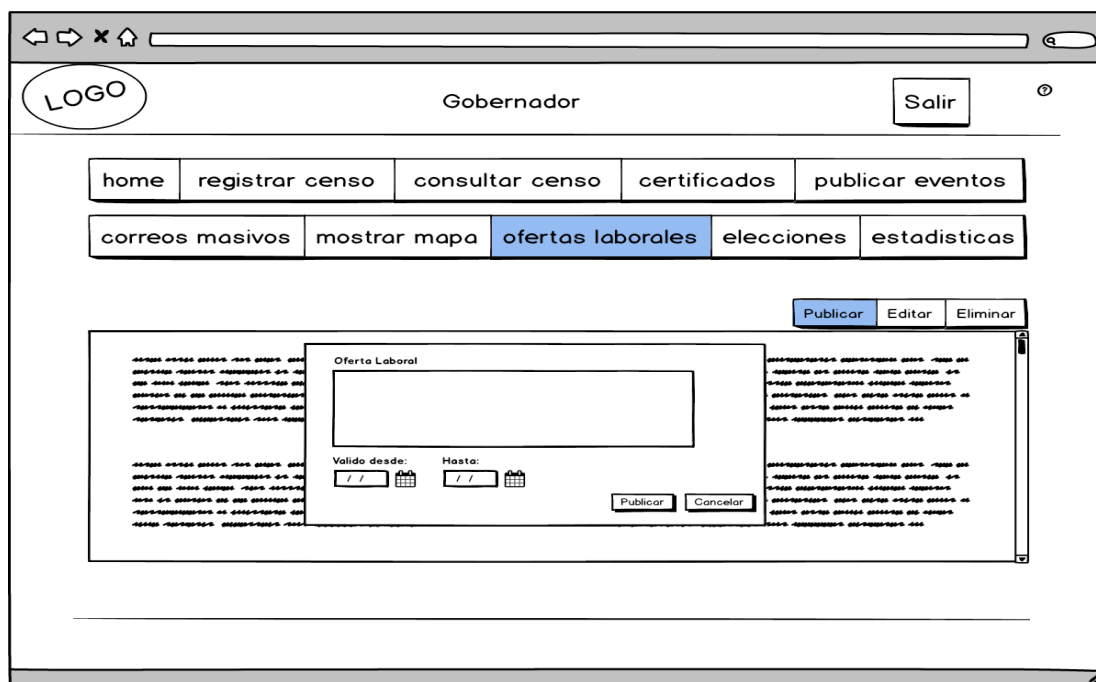 LOGO
Gobernador
Salir
?
home registrar censo consultar censo certificados publicar eventos
correos masivos mostrar mapa ofertas laborales elecciones estadisticas
Publicar Editar Eliminar
Oferta Laboral
Valido desde: Hasta:
/ / / /
Publicar Cancelar